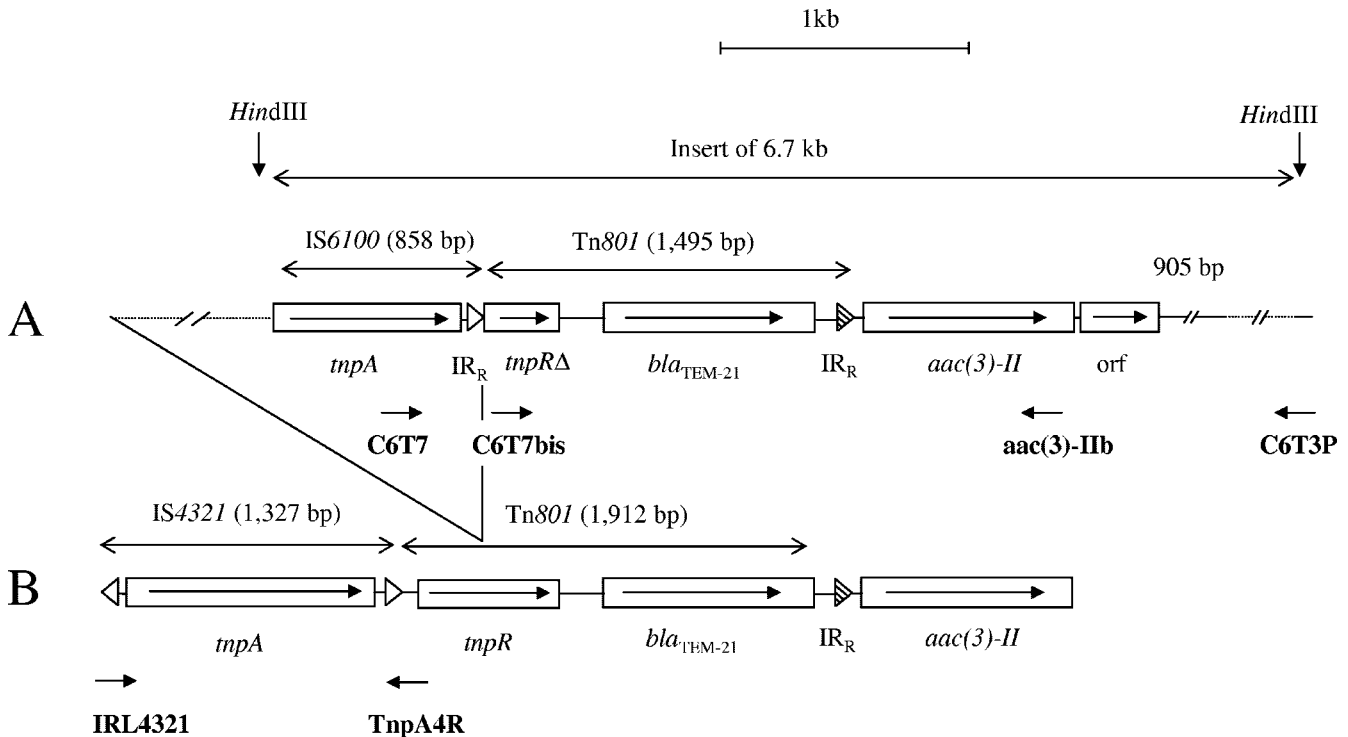 1kb
HindIII
HindIII
Insert of 6.7 kb
IS6100 (858 bp)
Tn801 (1,495 bp)
905 bp
A
tnpA
IRR
tnpRΔ
blaTEM-21
IRR
aac(3)-II
orf
C6T7
C6T7bis
aac(3)-IIb
C6T3P
IS4321 (1,327 bp)
Tn801 (1,912 bp)
B
tnpA
tnpR
blaTEM-21
IRR
aac(3)-II
IRL4321
TnpA4R